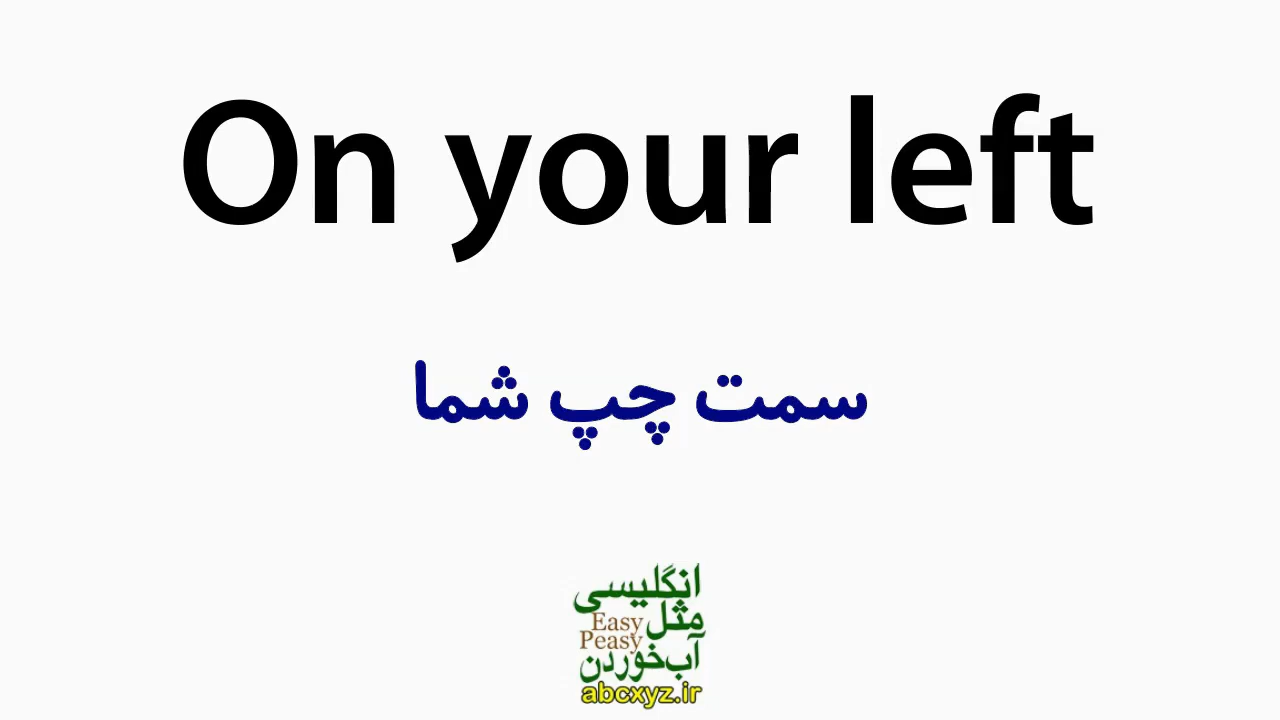 On your left
سمت چپ شما
انگلیسی
مثل Easy
Peasy
آب‌خوردن
abcxyz.ir